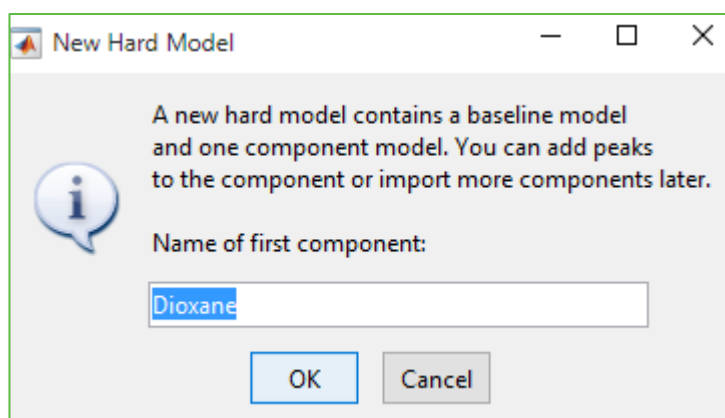 New Hard Model
A new hard model contains a baseline model
and one component model. You can add peaks
to the component or import more components later.
Name of first component:
Dioxane
OK Cancel